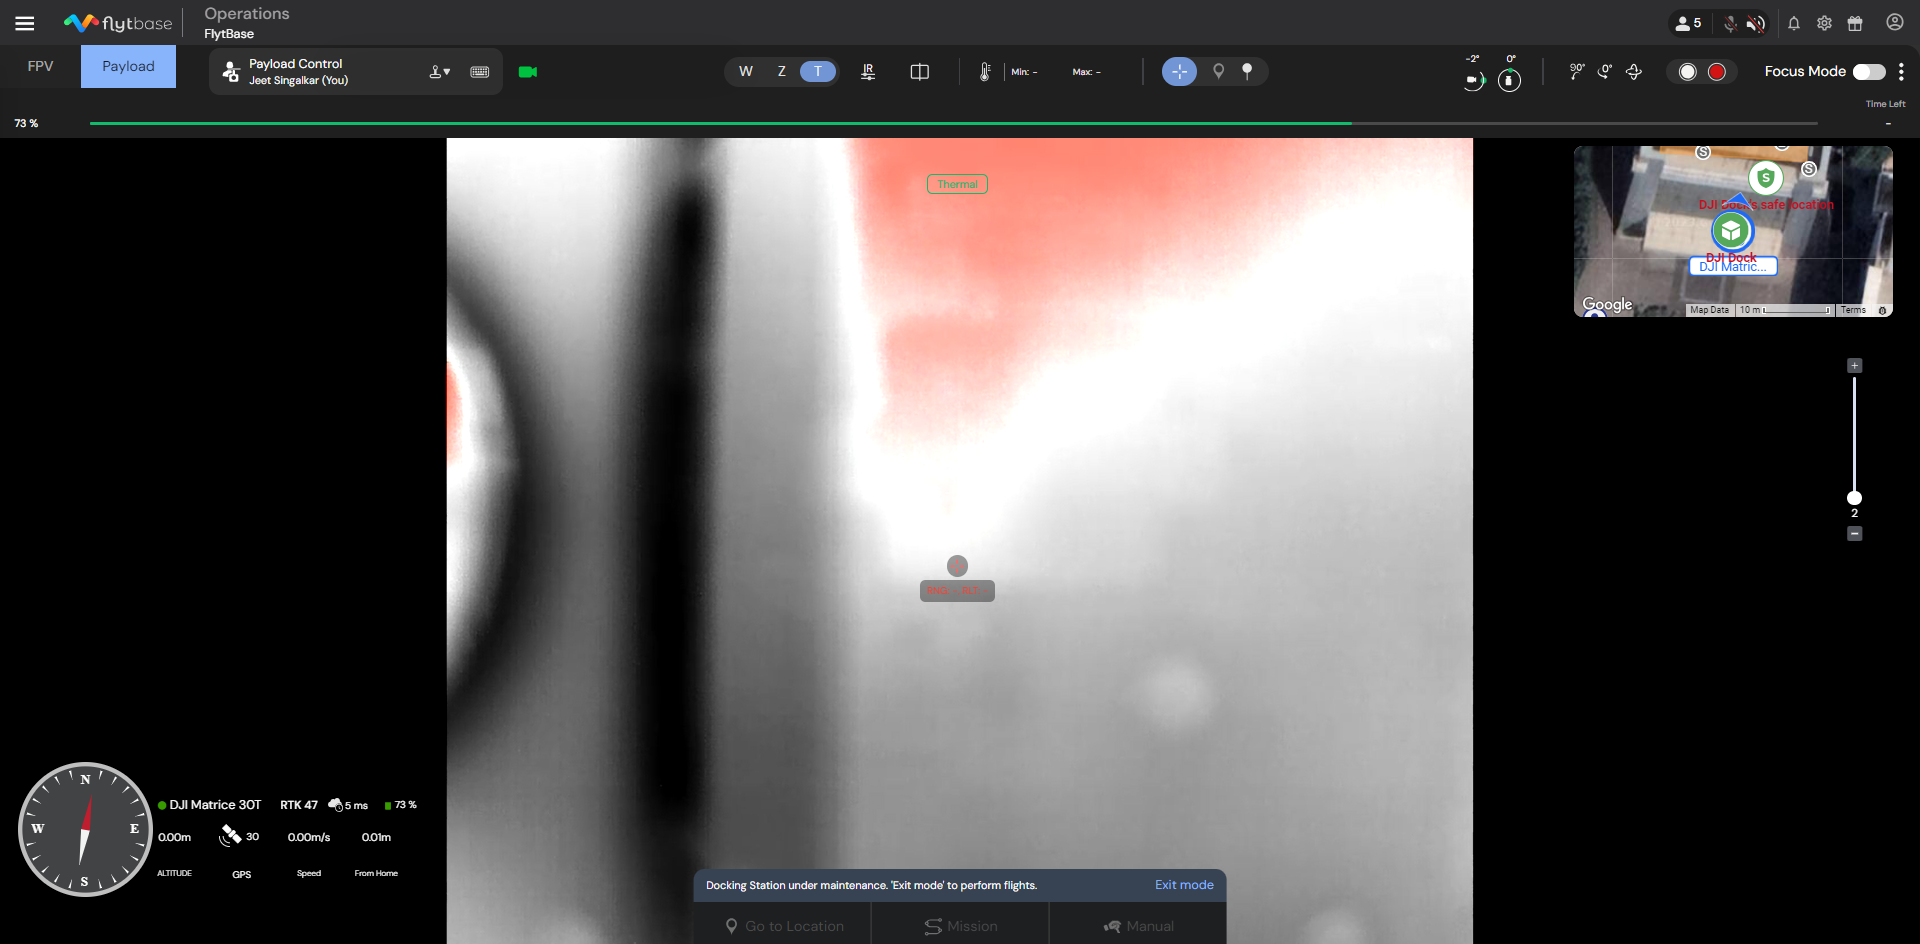 flytbase
Operations
FlytBase
5
FPV
Payload
Payload Control
Jeet Singalkar (You)
W Z T
IR
Min: -
Max: -
-2°
0°
90°
0°
Focus Mode
Time Left
-
73 %
Thermal
S
S
S
DJI Dock's safe location
DJI Dock
DJI Matric...
Google
Map Data
10 m
Terms
2
N
E
S
W
DJI Matrice 30T
RTK 47
5 ms
73 %
0.00m
30
0.00m/s
0.01m
ALTITUDE
GPS
Speed
From Home
Docking Station under maintenance. 'Exit mode' to perform flights.
Exit mode
Go to Location
Mission
Manual